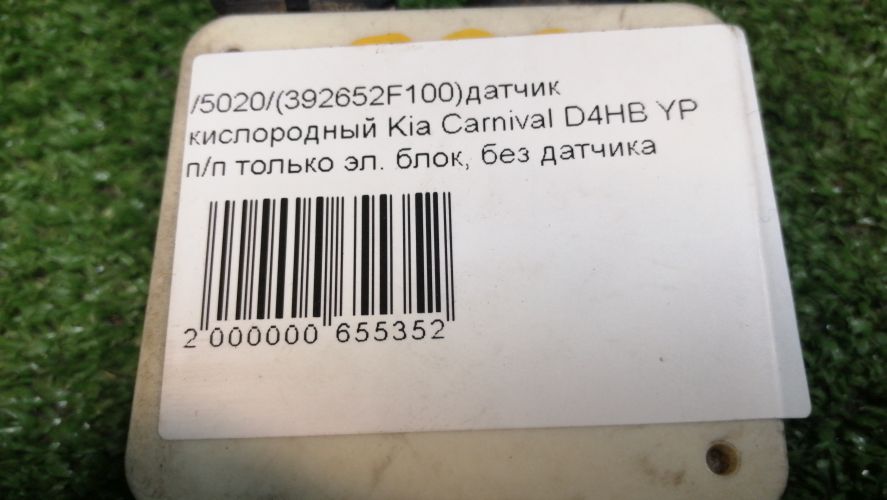 /5020/(392652F100)датчик
кислородный Kia Carnival D4HB YP
п/п только эл. блок, без датчика
2 000000 655352